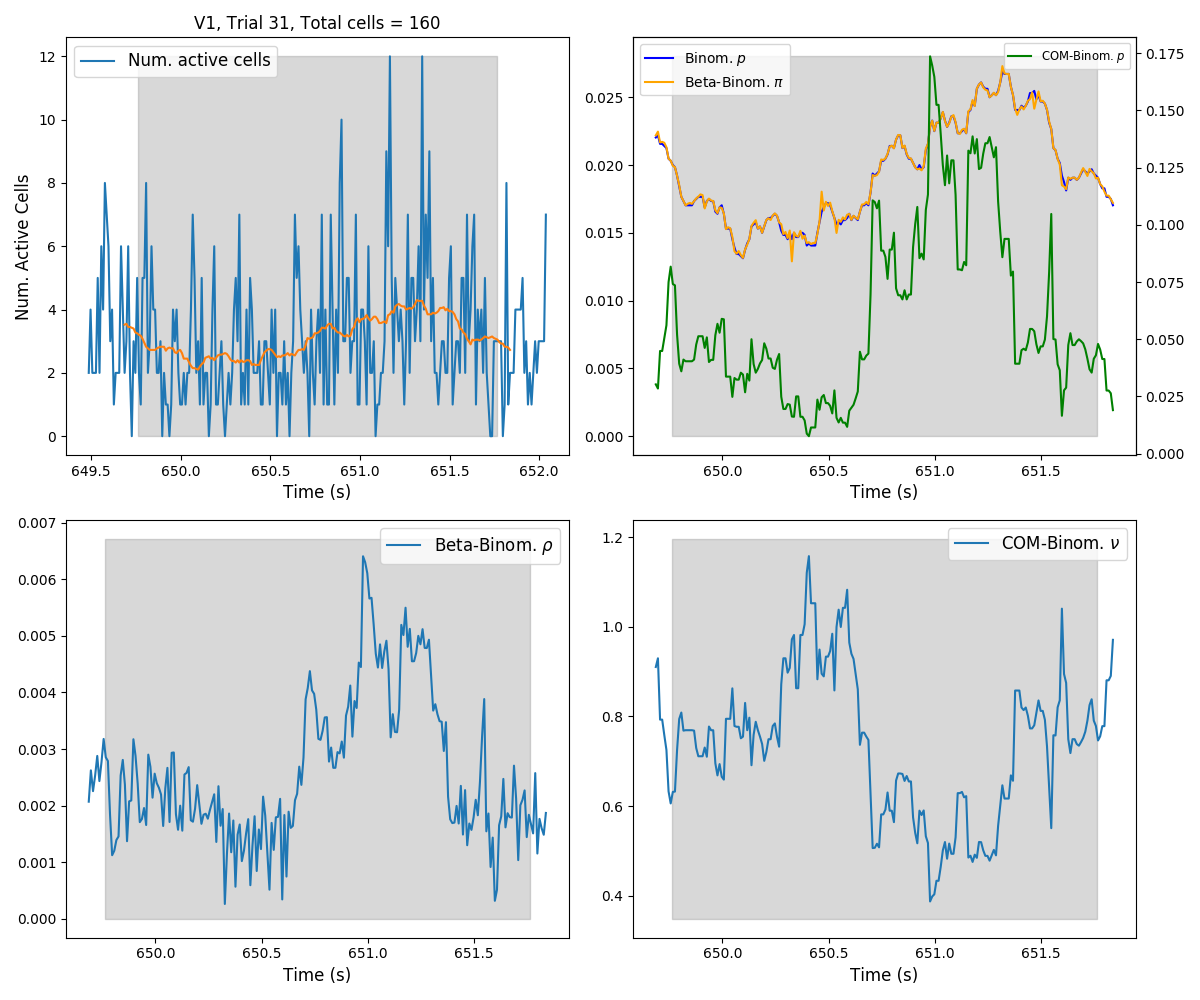 V1, Trial 31, Total cells = 160
Num. active cells
Num. Active Cells
12
10
8
6
4
2
0
649.5 650.0 650.5 651.0 651.5 652.0
Time (s)
Binom. p
Beta-Binom. π
COM-Binom. p
0.025
0.020
0.015
0.010
0.005
0.000
0.175
0.150
0.125
0.100
0.075
0.050
0.025
0.000
650.0 650.5 651.0 651.5
Time (s)
Beta-Binom. ρ
0.007
0.006
0.005
0.004
0.003
0.002
0.001
0.000
650.0 650.5 651.0 651.5
Time (s)
COM-Binom. ν
1.2
1.0
0.8
0.6
0.4
650.0 650.5 651.0 651.5
Time (s)